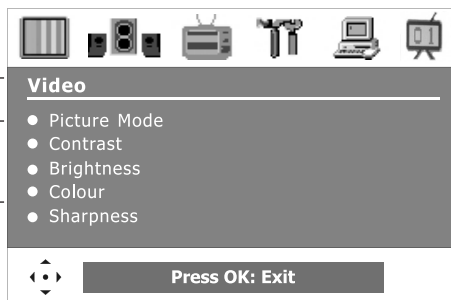 01
Video
Picture Mode
Contrast
Brightness
Colour
Sharpness
Press OK: Exit